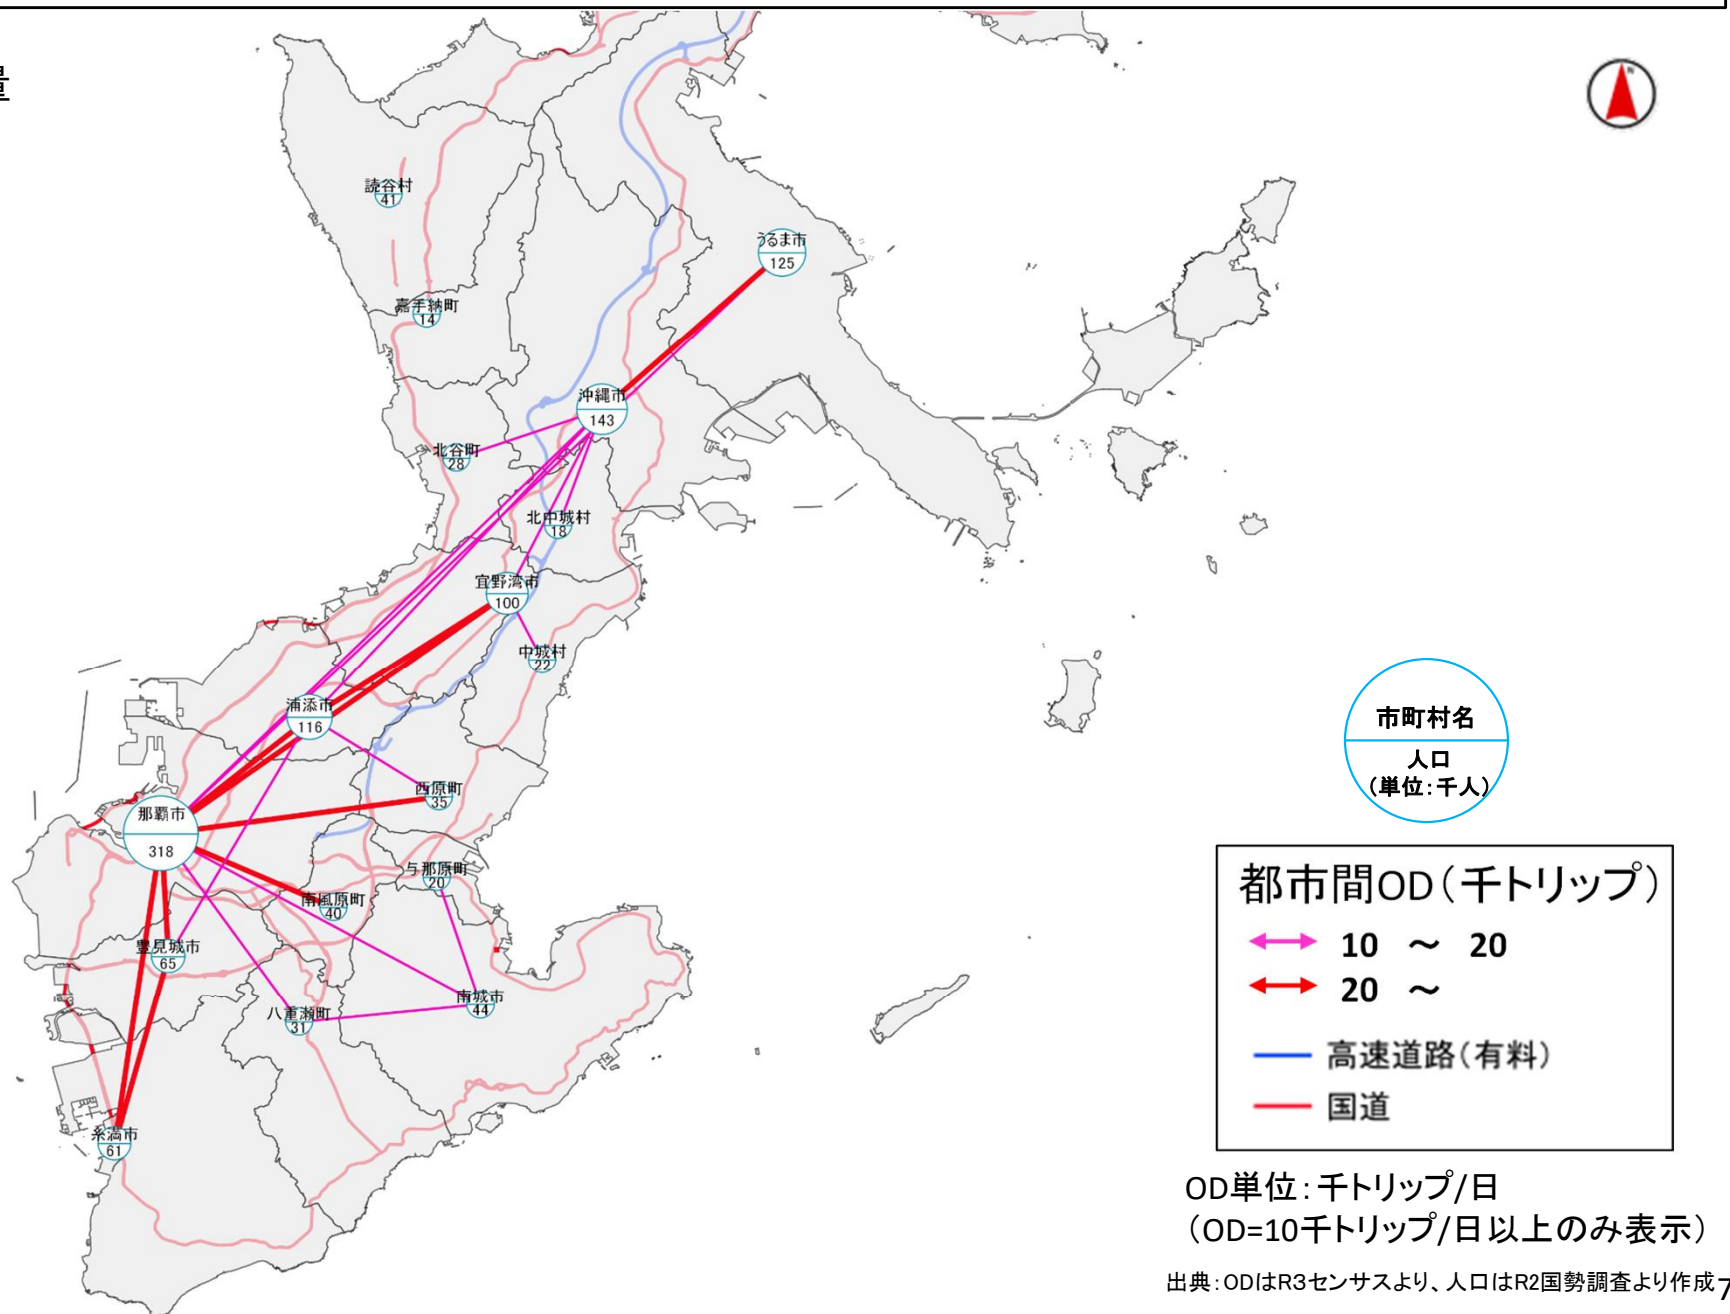 量
N
読谷村
41
うるま市
125
嘉手納町
14
沖縄市
143
北谷町
28
北中城村
18
宜野湾市
100
中城村
22
浦添市
116
西原町
35
那覇市
318
与那原町
20
南風原町
40
豊見城市
65
南城市
44
八重瀬町
31
糸満市
61
市町村名
人口
(単位:千人)
都市間OD(千トリップ)
10 ～ 20
20 ～
高速道路(有料)
国道
OD単位:千トリップ/日
(OD=10千トリップ/日以上のみ表示)
出典:ODはR3センサスより、人口はR2国勢調査より作成
7